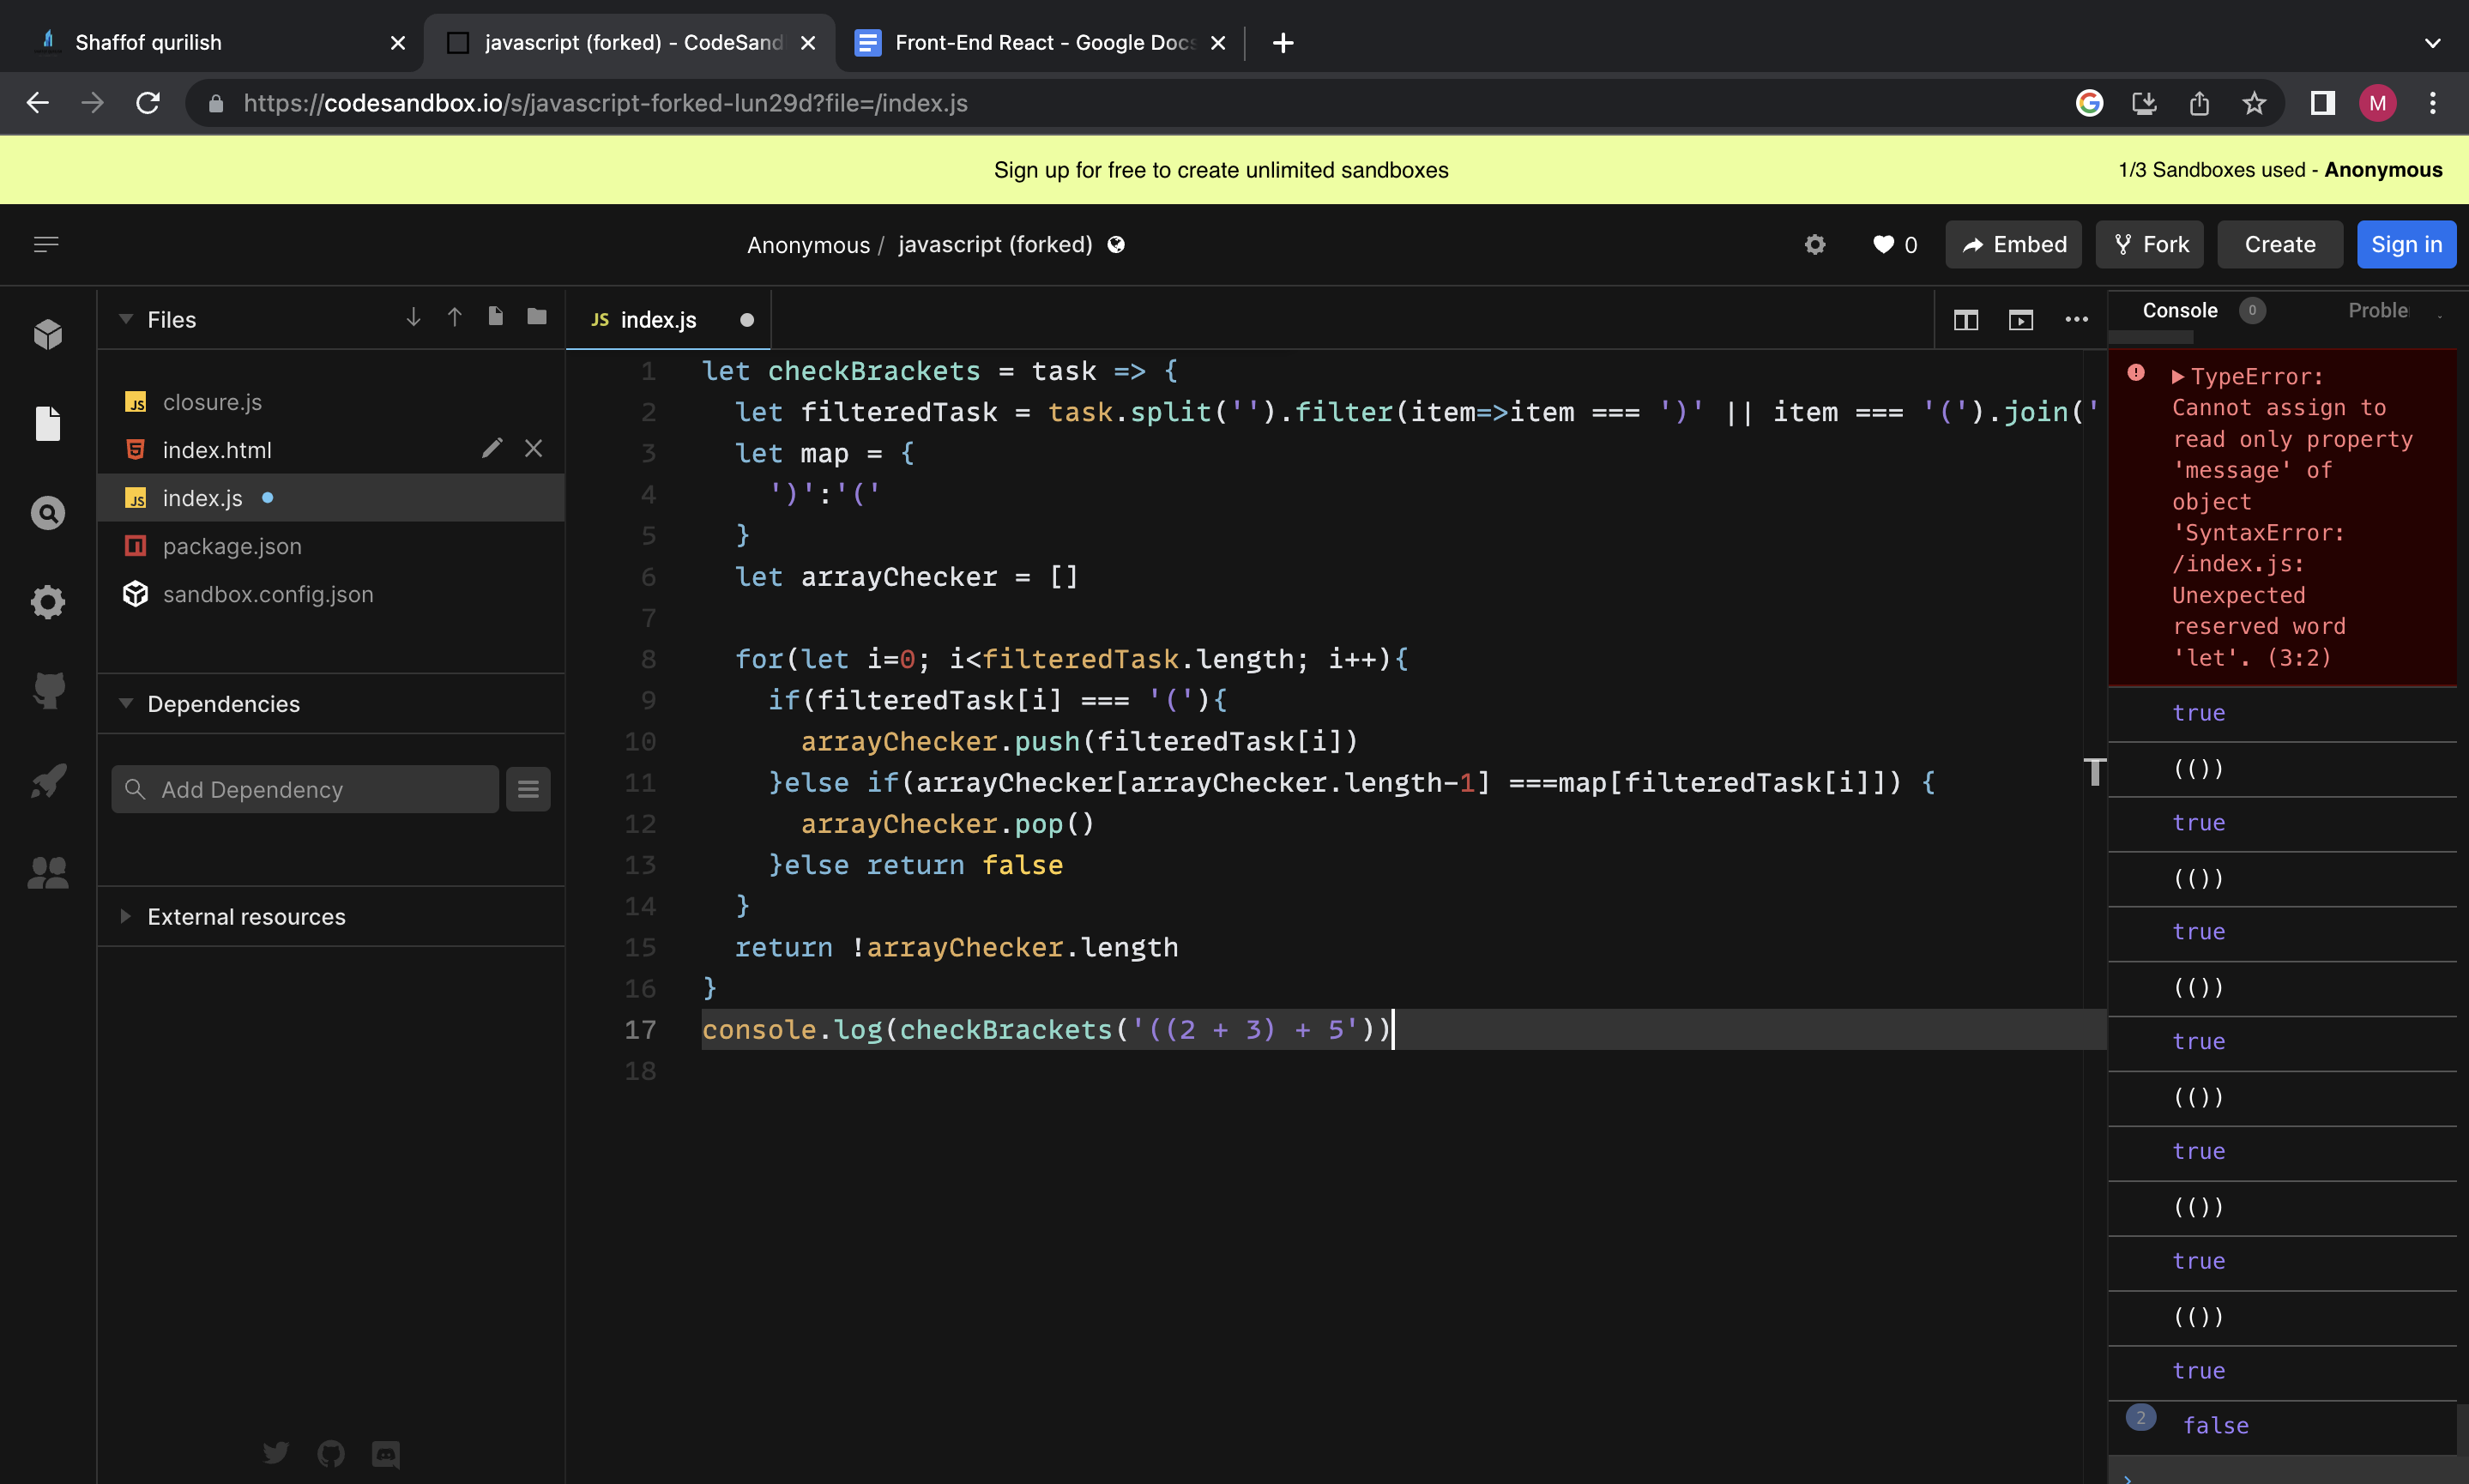 Shaffof qurilish
javascript (forked) - CodeSand
Front-End React - Google Docs
https://codesandbox.io/s/javascript-forked-lun29d?file=/index.js
M
Sign up for free to create unlimited sandboxes
1/3 Sandboxes used - Anonymous
Anonymous / javascript (forked)
0
Embed
Fork
Create
Sign in
Files
closure.js
index.html
index.js
package.json
sandbox.config.json
Dependencies
Add Dependency
External resources
JS index.js
1 let checkBrackets = task => {
2 let filteredTask = task.split('').filter(item=>item === ')' || item === '(').join('
3 let map = {
4 ')':'('
5 }
6 let arrayChecker = []
7
8 for(let i=0; i<filteredTask.length; i++){
9 if(filteredTask[i] === '('){
10 arrayChecker.push(filteredTask[i])
11 }else if(arrayChecker[arrayChecker.length-1] ===map[filteredTask[i]]) {
12 arrayChecker.pop()
13 }else return false
14 }
15 return !arrayChecker.length
16 }
17 console.log(checkBrackets('((2 + 3) + 5'))
18
Console 0 Proble
TypeError:
Cannot assign to
read only property
'message' of
object
'SyntaxError:
/index.js:
Unexpected
reserved word
'let'. (3:2)
true
(())
true
(())
true
(())
true
(())
true
(())
true
(())
true
2 false